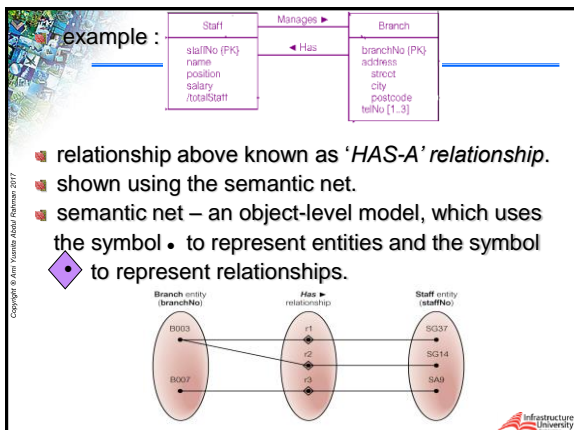 example :
Staff
Manages ►
Branch
staffNo {PK}
name
position
salary
/totalStaff
◄ Has
branchNo {PK}
address
street
city
postcode
telNo [1..3]
relationship above known as ‘HAS-A’ relationship.
shown using the semantic net.
semantic net – an object-level model, which uses
the symbol • to represent entities and the symbol
to represent relationships.
Copyright ® Ami Yusnita Abdul Rahman 2017
Branch entity
(branchNo)
Has ►
relationship
Staff entity
(staffNo)
B003
r1
SG37
r2
SG14
B007
r3
SA9
Infrastructure
University